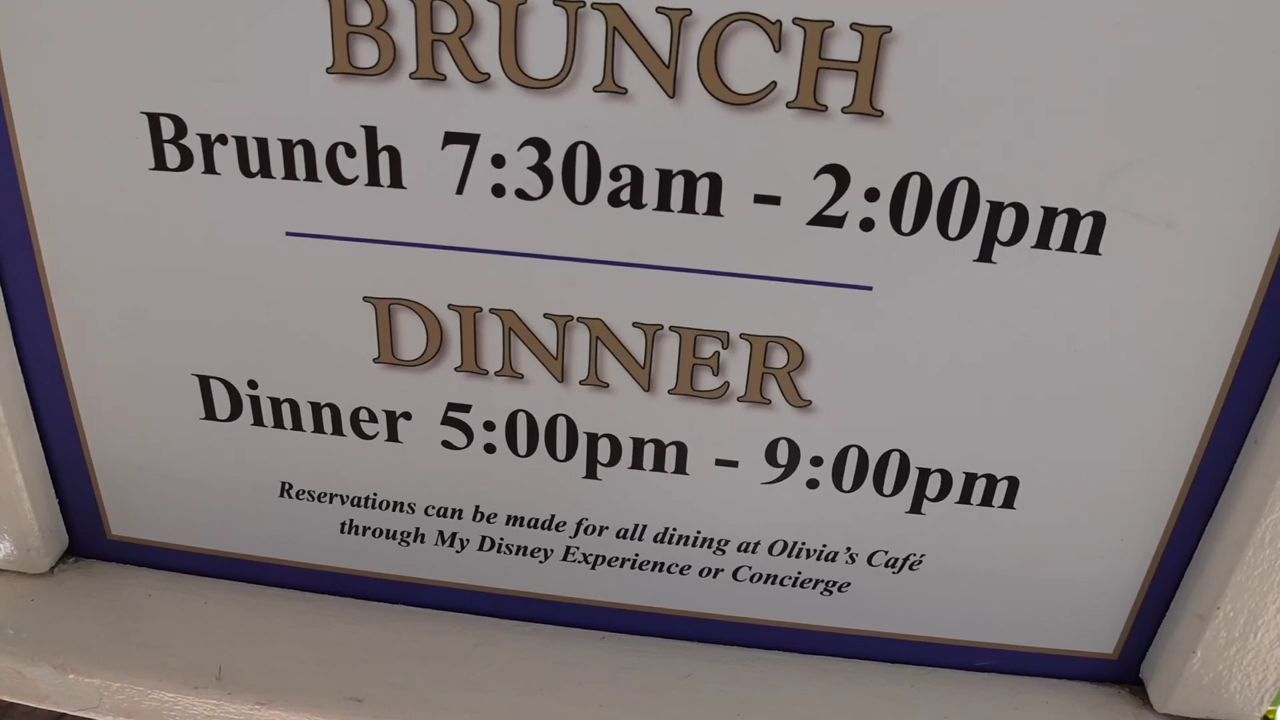 BRUNCH
Brunch 7:30am - 2:00pm
DINNER
Dinner 5:00pm - 9:00pm
Reservations can be made for all dining at Olivia's Café
through My Disney Experience or Concierge